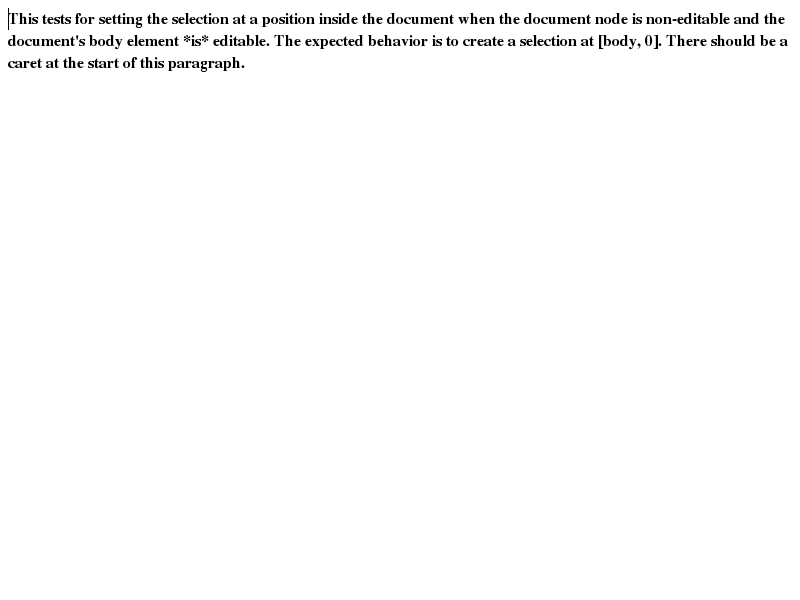 This tests for setting the selection at a position inside the document when the document node is non-editable and the
document's body element *is* editable. The expected behavior is to create a selection at [body, 0]. There should be a
caret at the start of this paragraph.